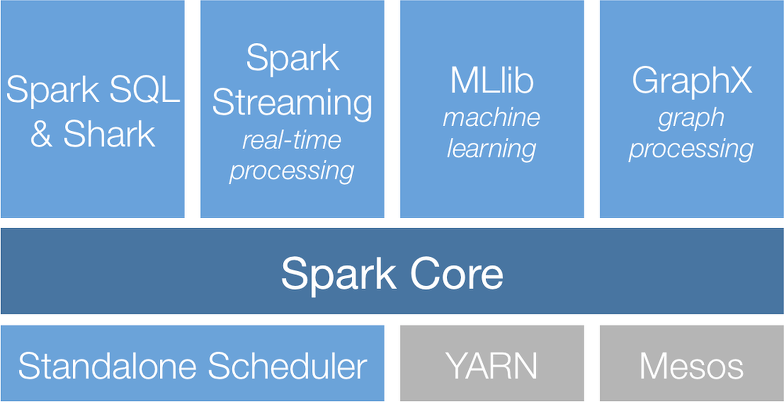 Spark SQL
& Shark
Spark
Streaming
real-time
processing
MLlib
machine
learning
GraphX
graph
processing
Spark Core
Standalone Scheduler
YARN
Mesos